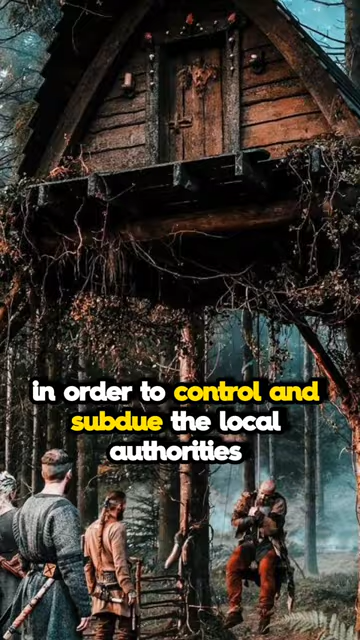 in order to control and
subdue the local
authorities